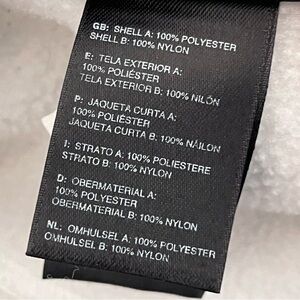 GB: SHELL A: 100% POLYESTER
SHELL B: 100% NYLON
E: TELA EXTERIOR A:
100% POLIÉSTER
TELA EXTERIOR B: 100% NILÓN
P: JAQUETA CURTA A:
100% POLIÉSTER
JAQUETA CURTA B: 100% NÁILON
I: STRATO A: 100% POLIESTERE
STRATO B: 100% NYLON
D: OBERMATERIAL A:
100% POLYESTER
OBERMATERIAL B: 100% NYLON
NL: OMHULSEL A: 100% POLYESTER
OMHULSEL B: 100% NYLON